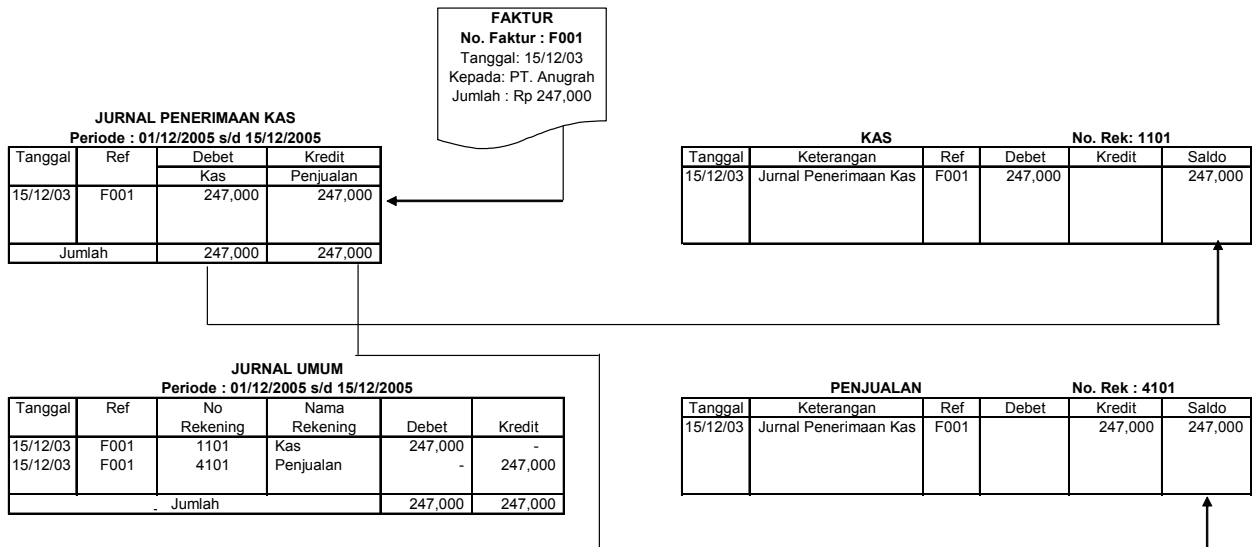 FAKTUR
No. Faktur : F001
Tanggal: 15/12/03
Kepada: PT. Anugrah
Jumlah : Rp 247,000
JURNAL PENERIMAAN KAS
Periode : 01/12/2005 s/d 15/12/2005
Tanggal Ref Debet Kredit
Kas Penjualan
15/12/03 F001 247,000 247,000
Jumlah 247,000 247,000
KAS No. Rek: 1101
Tanggal Keterangan Ref Debet Kredit Saldo
15/12/03 Jurnal Penerimaan Kas F001 247,000 247,000
JURNAL UMUM
Periode : 01/12/2005 s/d 15/12/2005
Tanggal Ref No Nama
Rekening Rekening Debet Kredit
15/12/03 F001 1101 Kas 247,000 -
15/12/03 F001 4101 Penjualan - 247,000
- Jumlah 247,000 247,000
PENJUALAN No. Rek : 4101
Tanggal Keterangan Ref Debet Kredit Saldo
15/12/03 Jurnal Penerimaan Kas F001 247,000 247,000